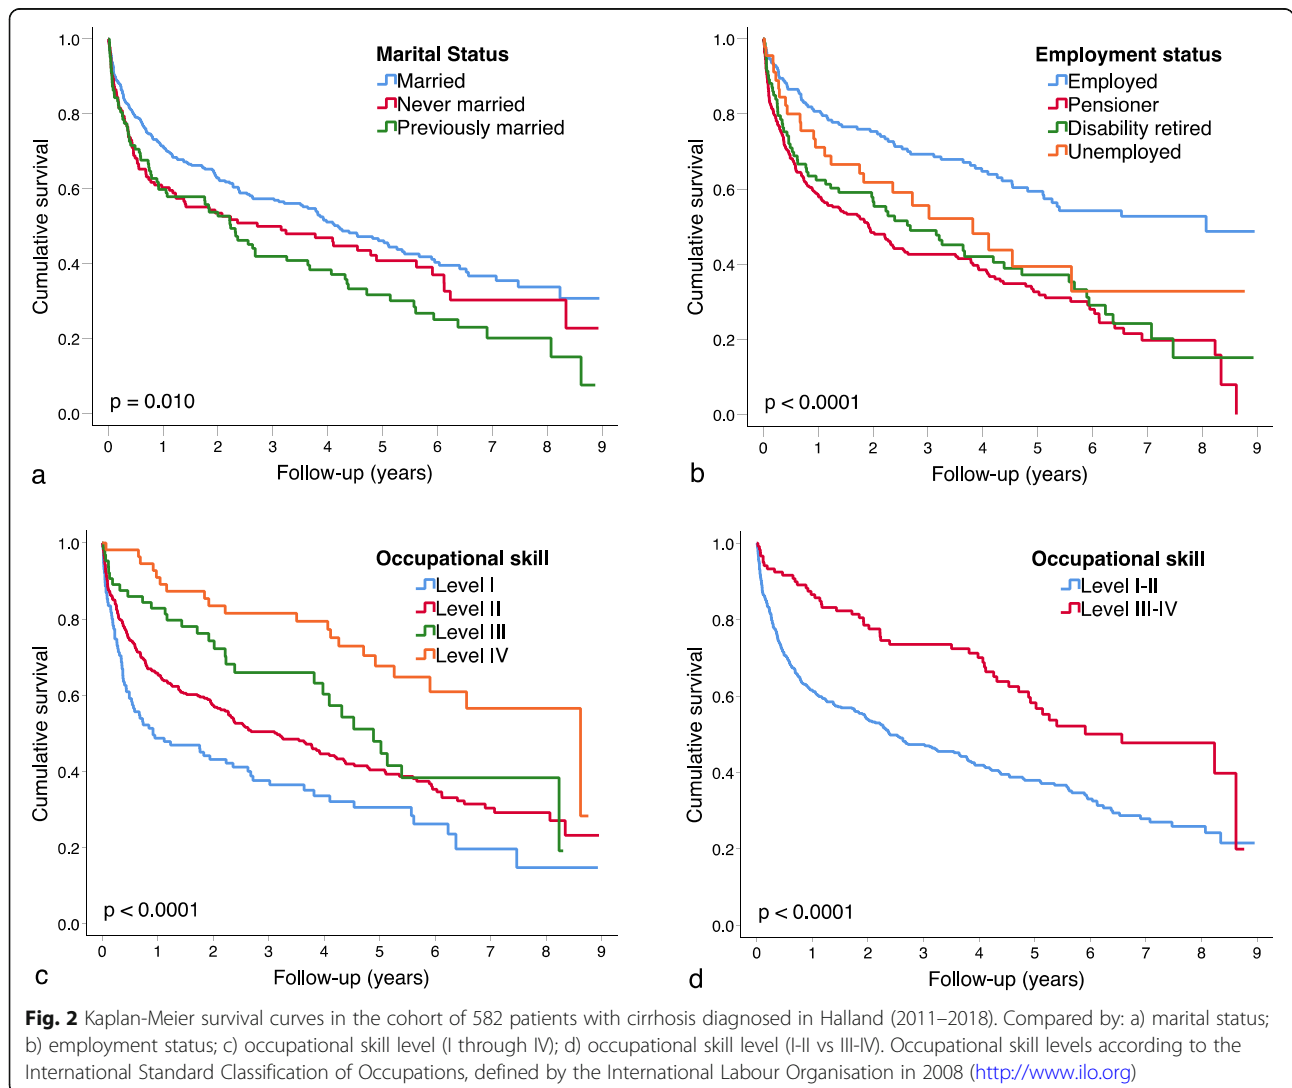 1.0
0.8
0.6
0.4
0.2
0.0
Cumulative survival
Marital Status
Married
Never married
Previously married
p = 0.010
0 1 2 3 4 5 6 7 8 9
Follow-up (years)
a
1.0
0.8
0.6
0.4
0.2
0.0
Cumulative survival
Employment status
Employed
Pensioner
Disability retired
Unemployed
p < 0.0001
0 1 2 3 4 5 6 7 8 9
Follow-up (years)
b
1.0
0.8
0.6
0.4
0.2
0.0
Cumulative survival
Occupational skill
Level I
Level II
Level III
Level IV
p < 0.0001
0 1 2 3 4 5 6 7 8 9
Follow-up (years)
c
1.0
0.8
0.6
0.4
0.2
0.0
Cumulative survival
Occupational skill
Level I-II
Level III-IV
p < 0.0001
0 1 2 3 4 5 6 7 8 9
Follow-up (years)
d
Fig. 2 Kaplan-Meier survival curves in the cohort of 582 patients with cirrhosis diagnosed in Halland (2011–2018). Compared by: a) marital status;
b) employment status; c) occupational skill level (I through IV); d) occupational skill level (I-II vs III-IV). Occupational skill levels according to the
International Standard Classification of Occupations, defined by the International Labour Organisation in 2008 (http://www.ilo.org)